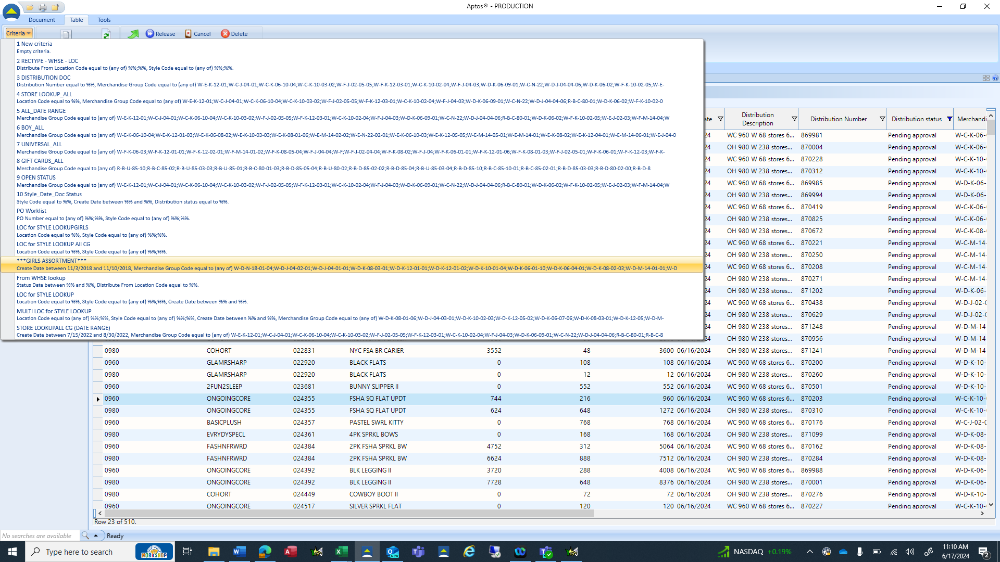 Aptos® - PRODUCTION
Document Table Tools
Criteria Release Cancel Delete
1 New criteria
Empty criteria.
2 RECTYPE - WHSE - LOC
Distribute From Location Code equal to (any of) %%;%%, Style Code equal to (any of) %%;%%.
3 DISTRIBUTION DOC
Distribution Number equal to %%, Merchandise Group Code equal to (any of) W-E-K-12-01;W-C-J-04-01;W-C-K-06-10-04;W-C-K-10-03-02;W-F-J-02-05-05;W-F-K-12-03-01;W-C-K-10-02-04;W-F-J-04-03;W-D-K-06-09-01;W-C-N-22;W-D-J-04-04-06;W-D-K-06-02;W-F-K-10-02-05;W-E-
4 STORE LOOKUP_ALL
Location Code equal to %%, Merchandise Group Code equal to (any of) W-E-K-12-01;W-C-J-04-01;W-C-K-06-10-04;W-C-K-10-03-02;W-F-J-02-05-05;W-F-K-12-03-01;W-C-K-10-02-04;W-F-J-04-03;W-D-K-06-09-01;W-C-N-22;W-D-J-04-04-06;R-B-C-80-01;W-D-K-06-02;W-F-K-10-02-0
5 ALL_DATE RANGE
Merchandise Group Code equal to (any of) W-E-K-12-01;W-C-J-04-01;W-C-K-06-10-04;W-C-K-10-03-02;W-F-J-02-05-05;W-F-K-12-03-01;W-C-K-10-02-04;W-F-J-04-03;W-D-K-06-09-01;W-C-N-22;W-D-J-04-04-06;R-B-C-80-01;W-D-K-06-02;W-F-K-10-02-05;W-E-J-02-03;W-F-M-14-04;W
6 BOY_ALL
Merchandise Group Code equal to (any of) W-E-K-06-10-04;W-E-K-12-01-03;W-E-K-06-08-02;W-E-K-10-03-03;W-E-K-08-01-06;W-E-M-14-02-02;W-E-N-22-02-01;W-E-K-06-10-03;W-E-K-12-05-05;W-E-M-14-05-01;W-E-M-14-01;W-E-K-08-02;W-E-K-12-04-01;W-E-M-14-06-01;W-E-J-04-0
7 UNIVERSAL_ALL
Merchandise Group Code equal to (any of) W-F-K-06-03;W-F-K-12-01-01;W-F-K-12-02-01;W-F-M-14-01-02;W-F-K-08-05-04;W-F-J-04-04;W-F;W-F-J-02-04-04;W-F-K-08-02;W-F-J-04;W-F-K-06-01-01;W-F-K-12-01-06;W-F-K-08-01-03;W-F-J-02-05-01;W-F-K-06-01;W-F-K-12-03;W-F-K-
8 GIFT CARDS_ALL
Merchandise Group Code equal to (any of) R-B-U-85-10;R-B-C-85-02;R-B-U-85-03-03;R-B-U-85-01;R-B-C-80-01-03;R-B-D-85-05-04;R-B-U-80-02;R-B-D-85-02-02;R-B-D-85-04;R-B-U-85-03-04;R-B-D-85-10;R-B-C-85-10-01;R-B-C-85-02-01;R-B-D-85-03-03;R-B-D-80-02-00;R-B-D-8
9 OPEN STATUS
Merchandise Group Code equal to (any of) W-E-K-12-01;W-C-J-04-01;W-C-K-06-10-04;W-C-K-10-03-02;W-F-J-02-05-05;W-F-K-12-03-01;W-C-K-10-02-04;W-F-J-04-03;W-D-K-06-09-01;W-C-N-22;W-D-J-04-04-06;R-B-C-80-01;W-D-K-06-02;W-F-K-10-02-05;W-E-J-02-03;W-F-M-14-04;W
10 Style_Date_Doc Status
Style Code equal to %%, Create Date between %% and %%, Distribution status equal to %%.
PO Worklist
PO Number equal to (any of) %%;%%, Style Code equal to (any of) %%;%%.
LOC for STYLE LOOKUPGIRLS
Location Code equal to %%, Style Code equal to (any of) %%;%%.
LOC for STYLE LOOKUP All CG
Location Code equal to %%, Style Code equal to (any of) %%;%%.
***GIRLS ASSORTMENT***
Create Date between 11/3/2018 and 11/10/2018, Merchandise Group Code equal to (any of) W-D-N-18-01-04;W-D-J-04-02-01;W-D-J-04-01-01;W-D-K-08-03-01;W-D-K-12-01-01;W-D-K-12-01-02;W-D-K-10-01-04;W-D-K-06-01-10;W-D-K-06-04-01;W-D-K-08-02-03;W-D-M-14-01-01;W-D
From WHSE lookup
Status Date between %% and %%, Distribute From Location Code equal to %%.
LOC for STYLE LOOKUP
Location Code equal to %%, Style Code equal to (any of) %%;%%, Create Date between %% and %%.
MULTI LOC for STYLE LOOKUP
Location Code equal to (any of) %%;%%, Style Code equal to (any of) %%;%%, Create Date between %% and %%, Merchandise Group Code equal to (any of) W-D-K-08-01-06;W-D-J-04-03-01;W-D-K-10-02-03;W-D-K-12-05-02;W-D-K-06-07-06;W-D-K-08-03-01;W-D-K-12-05;W-D-M-
STORE LOOKUPALL CG (DATE RANGE)
Create Date between 7/15/2022 and 8/30/2022, Merchandise Group Code equal to (any of) W-E-K-12-01;W-C-J-04-01;W-C-K-06-10-04;W-C-K-10-03-02;W-F-J-02-05-05;W-F-K-12-03-01;W-C-K-10-02-04;W-F-J-04-03;W-D-K-06-09-01;W-C-N-22;W-D-J-04-04-06;R-B-C-80-01;R-B-C-8
ate Distribution Description Distribution Number Distribution status Merchandi
24 WC 960 W 68 stores 6... 869981 Pending approval W-C-K-06-
24 OH 980 W 238 stores... 870004 Pending approval W-C-K-06-
24 WC 960 W 68 stores 6... 870228 Pending approval W-C-K-10-
24 OH 980 W 238 stores... 870312 Pending approval W-C-K-10-
24 WC 960 W 68 stores 6... 869985 Pending approval W-D-K-06-
24 OH 980 W 238 stores... 869994 Pending approval W-D-K-06-
24 WC 960 W 68 stores 6... 870419 Pending approval W-C-K-06-
24 OH 980 W 238 stores... 870825 Pending approval W-C-K-06-
24 OH 980 W 238 stores... 870672 Pending approval W-C-K-08-
24 WC 960 W 68 stores 6... 870221 Pending approval W-C-M-14-
24 OH 980 W 238 stores... 870250 Pending approval W-C-M-14-
24 WC 960 W 68 stores 6... 870208 Pending approval W-C-M-14-
24 OH 980 W 238 stores... 870271 Pending approval W-C-M-14-
24 OH 980 W 238 stores... 871202 Pending approval W-D-K-06-
24 WC 960 W 68 stores 6... 870438 Pending approval W-D-J-02-0
24 OH 980 W 238 stores... 870629 Pending approval W-D-J-02-0
24 OH 980 W 238 stores... 871248 Pending approval W-D-M-14
24 OH 980 W 238 stores... 870956 Pending approval W-D-M-14
0980 COHORT 022831 NYC FSA BR CARIER 3552 48 3600 06/16/2024 OH 980 W 238 stores... 871241 Pending approval W-D-M-14
0960 GLAMRSHARP 022920 BLACK FLATS 0 108 108 06/16/2024 WC 960 W 68 stores 6... 870200 Pending approval W-D-K-10-
0980 GLAMRSHARP 022920 BLACK FLATS 0 12 12 06/16/2024 OH 980 W 238 stores... 870260 Pending approval W-D-K-10-
0960 2FUN2SLEEP 023681 BUNNY SLIPPER II 0 552 552 06/16/2024 WC 960 W 68 stores 6... 870501 Pending approval W-D-K-10-
0960 ONGOINGCORE 024355 FSHA SQ FLAT UPDT 744 216 960 06/16/2024 WC 960 W 68 stores 6... 870203 Pending approval W-C-K-10-
0980 ONGOINGCORE 024355 FSHA SQ FLAT UPDT 624 648 1272 06/16/2024 OH 980 W 238 stores... 870310 Pending approval W-C-K-10-
0960 BASICPLUSH 024357 PASTEL SWRL KITTY 0 768 768 06/16/2024 WC 960 W 68 stores 6... 870176 Pending approval W-C-J-02-0
0980 EVRYDYSPECL 024361 4PK SPRKL BOWS 0 168 168 06/16/2024 OH 980 W 238 stores... 871099 Pending approval W-D-K-08-
0960 FASHNFRWRD 024384 2PK FSHA SPRKL BW 4752 312 5064 06/16/2024 WC 960 W 68 stores 6... 870162 Pending approval W-D-K-08-
0980 FASHNFRWRD 024384 2PK FSHA SPRKL BW 6624 888 7512 06/16/2024 OH 980 W 238 stores... 870284 Pending approval W-D-K-08-
0960 ONGOINGCORE 024392 BLK LEGGING II 3720 288 4008 06/16/2024 WC 960 W 68 stores 6... 869988 Pending approval W-D-K-06-
0980 ONGOINGCORE 024392 BLK LEGGING II 7728 648 8376 06/16/2024 OH 980 W 238 stores... 870001 Pending approval W-D-K-06-
0980 COHORT 024449 COWBOY BOOT II 0 72 72 06/16/2024 OH 980 W 238 stores... 870276 Pending approval W-D-K-10-
0960 ONGOINGCORE 024517 SILVER SPRKL FLAT 0 120 120 06/16/2024 WC 960 W 68 stores 6... 870227 Pending approval W-C-K-10-
Row 23 of 510.
No searches are available Ready
Type here to search WORKSHOP NEW NASDAQ +0.19% 11:10 AM
6/17/2024 2